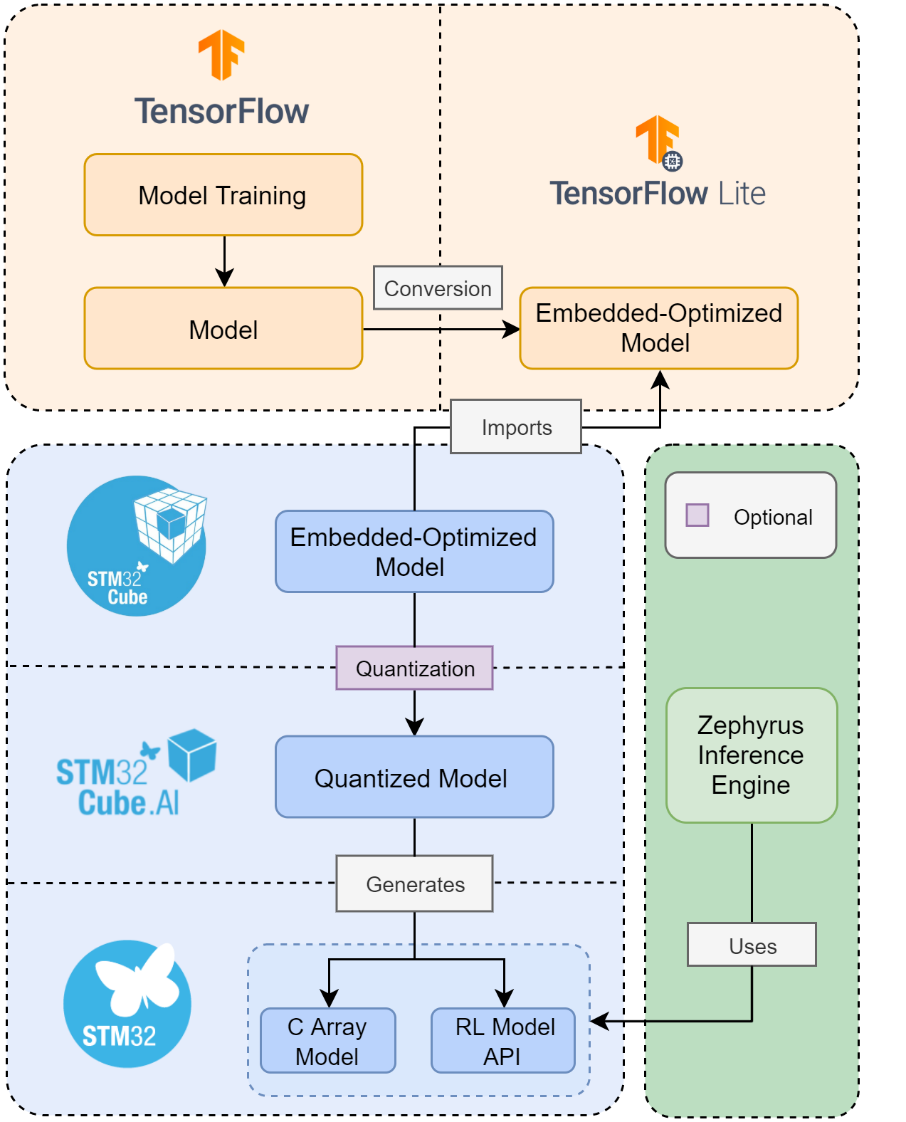 TensorFlow
TensorFlow Lite
Model Training
Conversion
Model
Embedded-Optimized
Model
Imports
STM32
Cube
Embedded-Optimized
Model
Optional
Quantization
STM32
Cube.AI
Quantized Model
Zephyrus
Inference
Engine
Generates
Uses
STM32
C Array
Model
RL Model
API